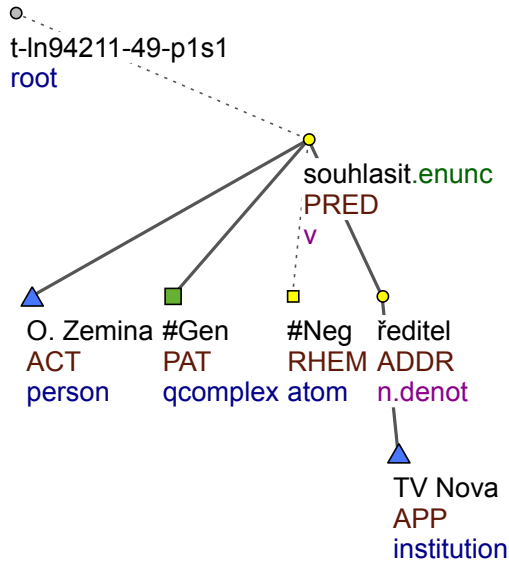 t-ln94211-49-p1s1
root
souhlasit.enunc
PRED
v
O. Zemina #Gen #Neg ředitel
ACT PAT RHEM ADDR
person qcomplex atom n.denot
TV Nova
APP
institution